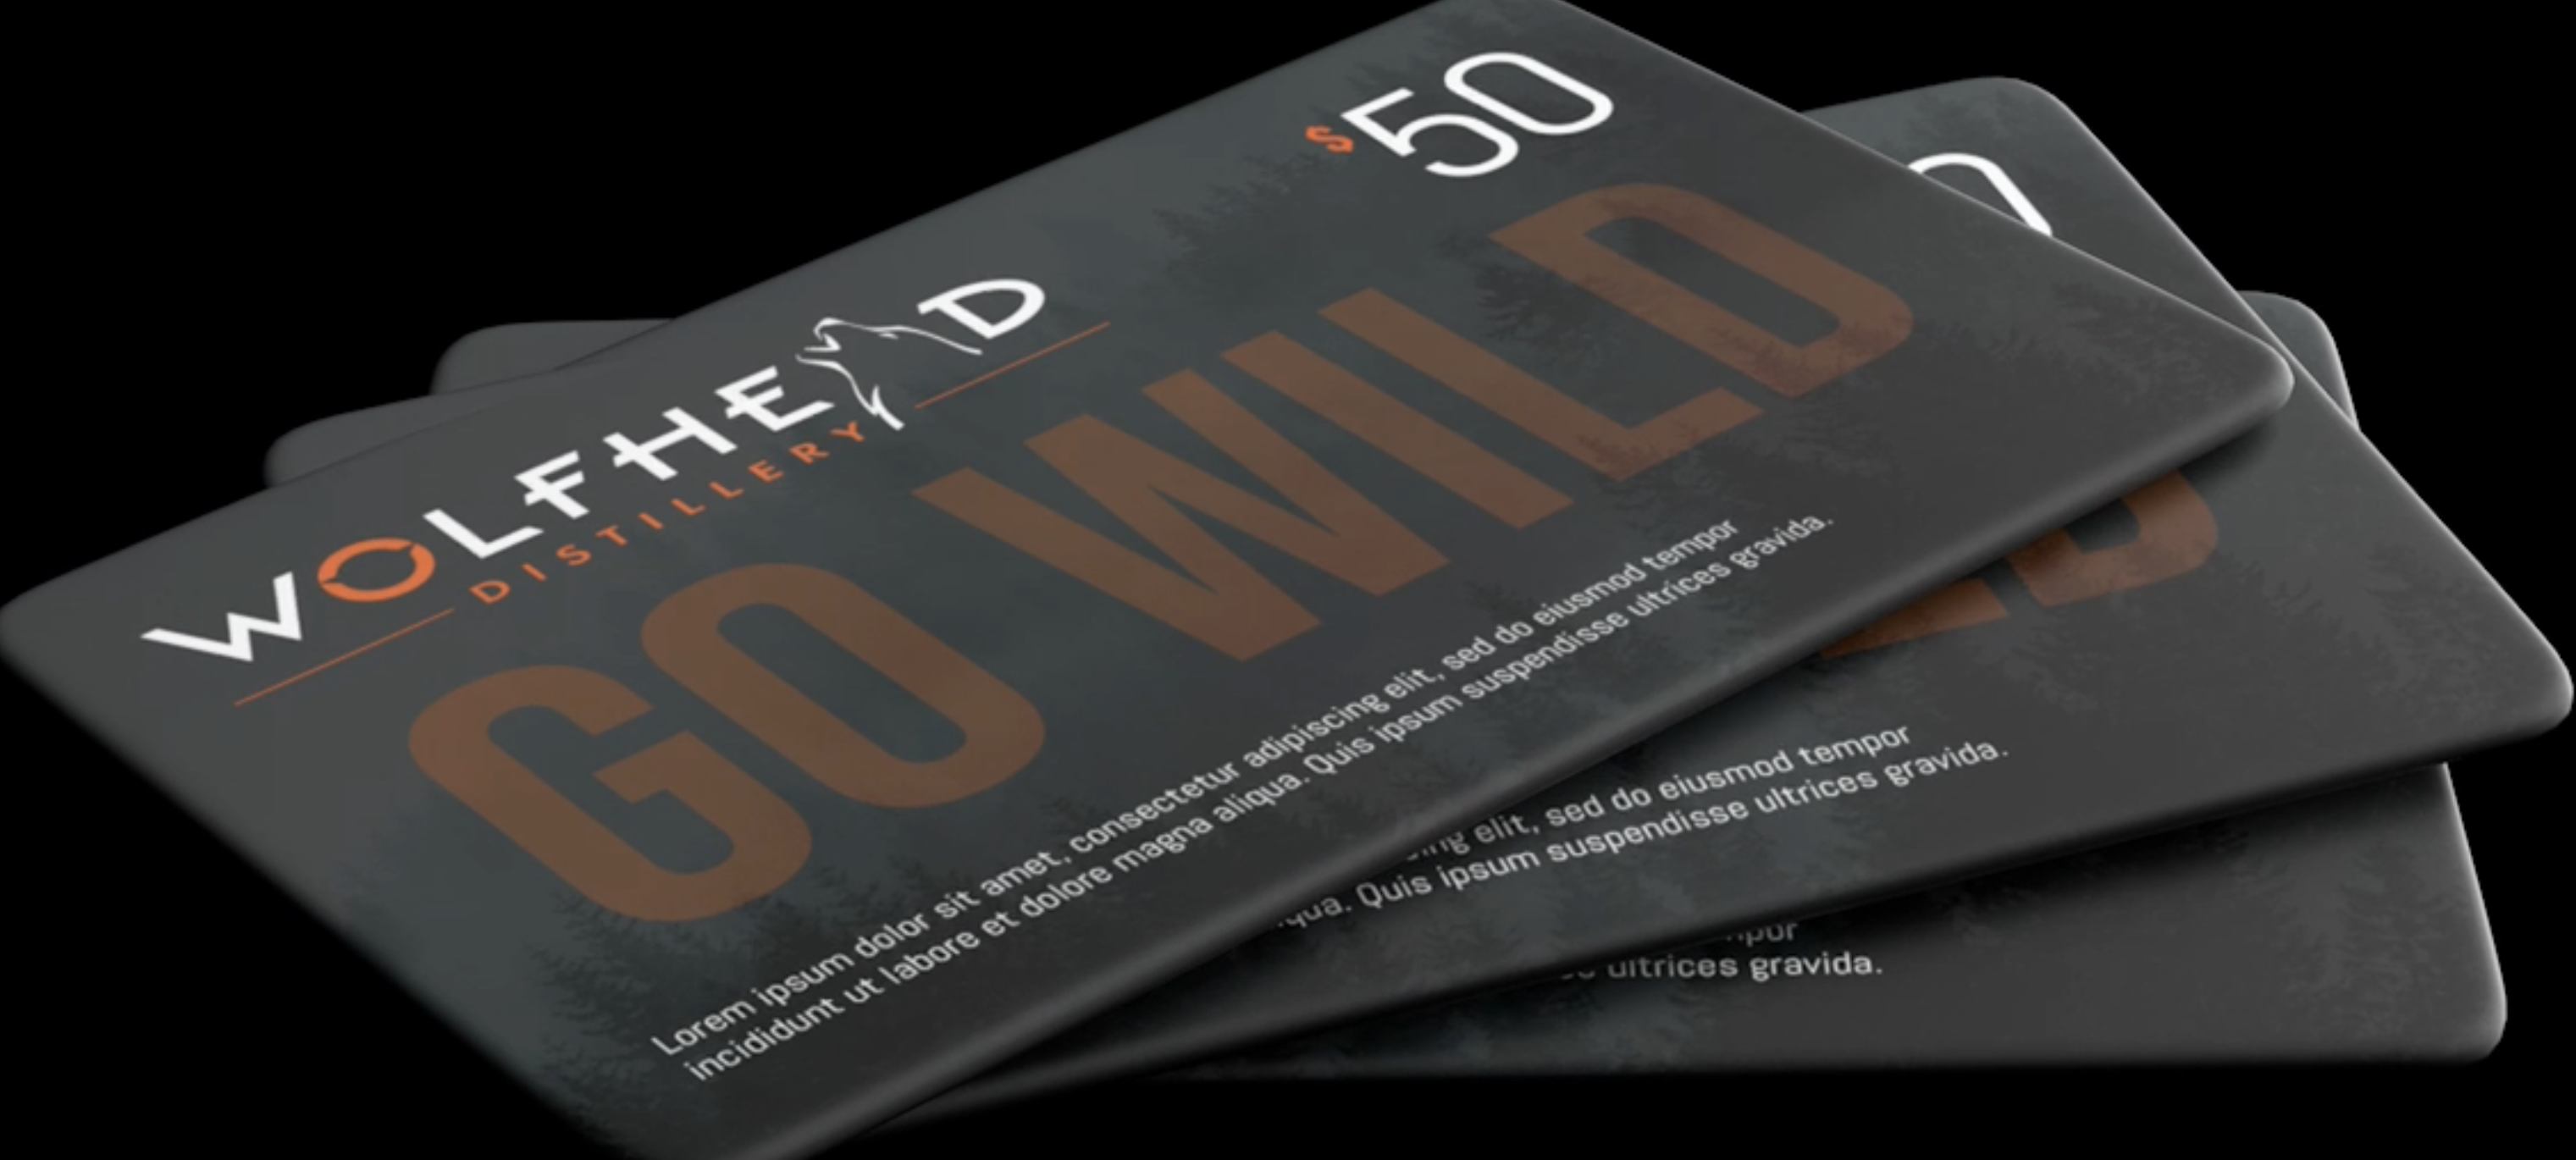 $50
WOLFHEAD
DISTILLERY
GO WILD
Lorem ipsum dolor sit amet, consectetur adipiscing elit, sed do eiusmod tempor
incididunt ut labore et dolore magna aliqua. Quis ipsum suspendisse ultrices gravida.
0
LD
elit, sed do eiusmod tempor
Quis ipsum suspendisse ultrices gravida.
ultrices gravida.